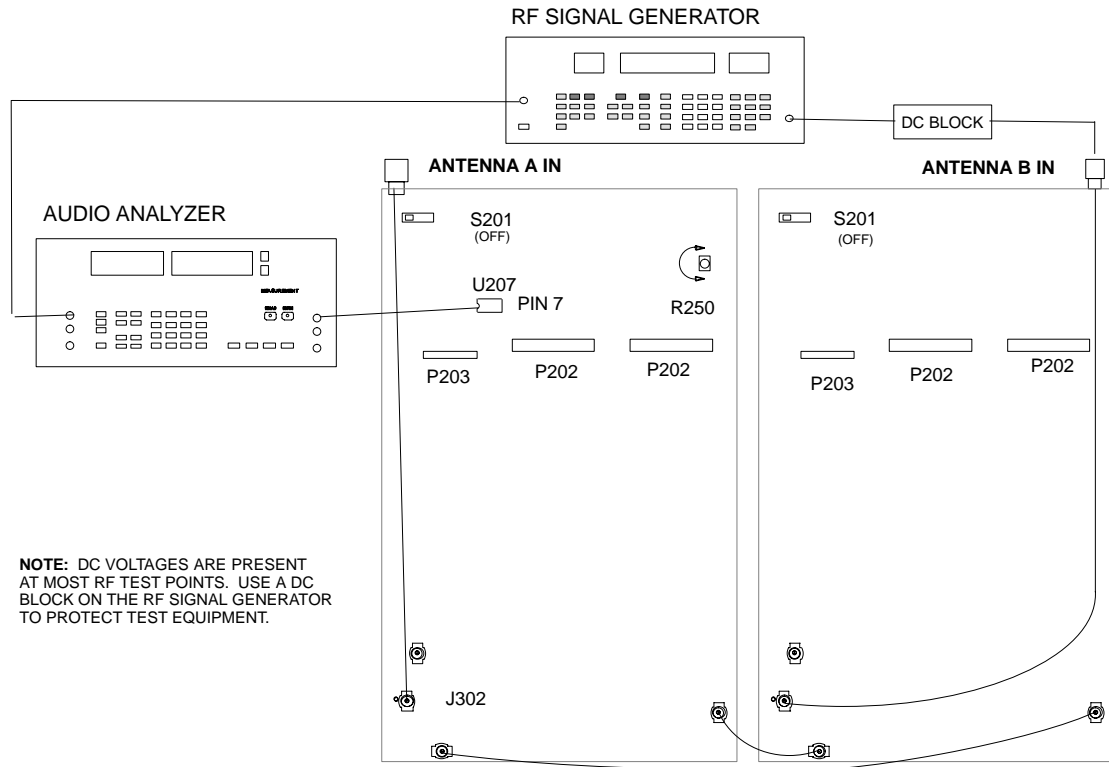 RF SIGNAL GENERATOR
DC BLOCK
ANTENNA A IN
ANTENNA B IN
AUDIO ANALYZER
MEASUREMENT
S201
(OFF)
S201
(OFF)
U207
PIN 7
R250
P203
P202
P202
P203
P202
P202
NOTE: DC VOLTAGES ARE PRESENT
AT MOST RF TEST POINTS. USE A DC
BLOCK ON THE RF SIGNAL GENERATOR
TO PROTECT TEST EQUIPMENT.
J302